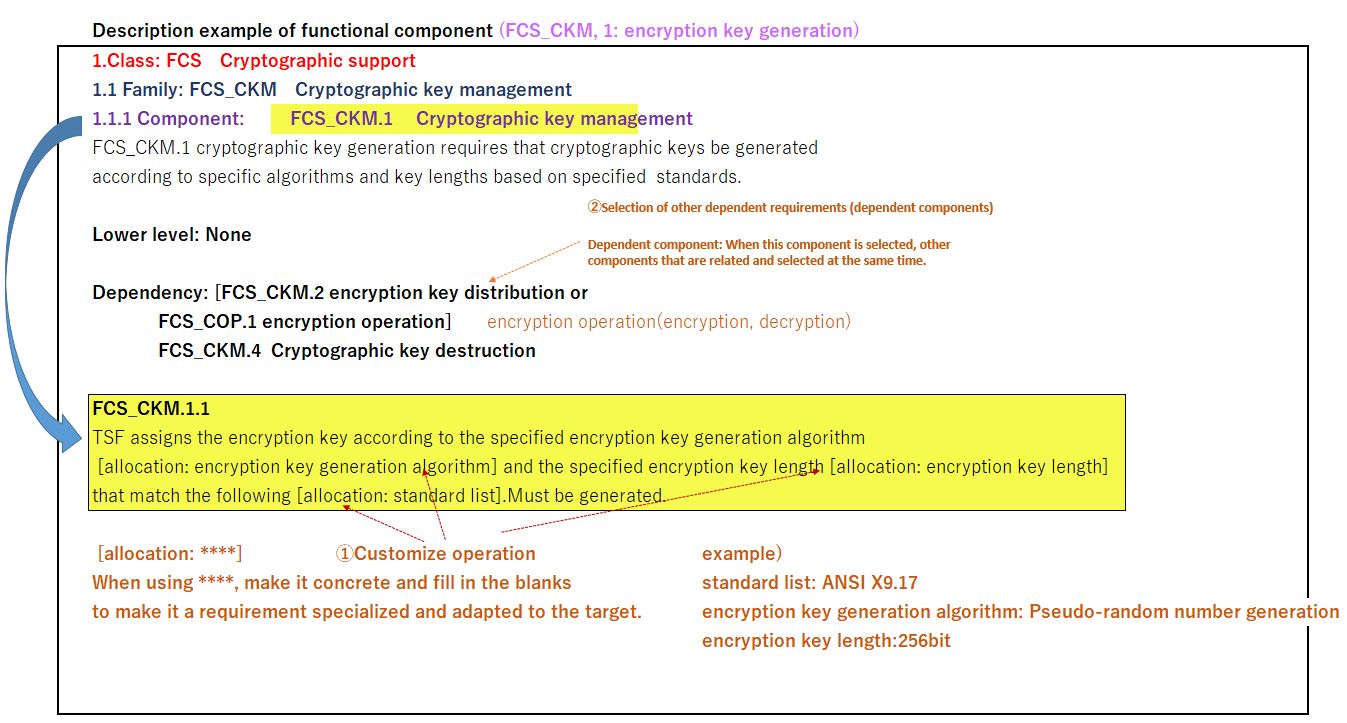 Description example of functional component (FCS_CKM, 1: encryption key generation)
1.Class: FCS Cryptographic support
1.1 Family: FCS_CKM Cryptographic key management
1.1.1 Component: FCS_CKM.1 Cryptographic key management
FCS_CKM.1 cryptographic key generation requires that cryptographic keys be generated
according to specific algorithms and key lengths based on specified standards.
②Selection of other dependent requirements (dependent components)
Lower level: None
Dependent component: When this component is selected, other
components that are related and selected at the same time.
Dependency: [FCS_CKM.2 encryption key distribution or
FCS_COP.1 encryption operation] encryption operation(encryption, decryption)
FCS_CKM.4 Cryptographic key destruction
FCS_CKM.1.1
TSF assigns the encryption key according to the specified encryption key generation algorithm
[allocation: encryption key generation algorithm] and the specified encryption key length [allocation: encryption key length]
that match the following [allocation: standard list].Must be generated.
[allocation: ****] ①Customize operation
When using ****, make it concrete and fill in the blanks
to make it a requirement specialized and adapted to the target.
example)
standard list: ANSI X9.17
encryption key generation algorithm: Pseudo-random number generation
encryption key length:256bit